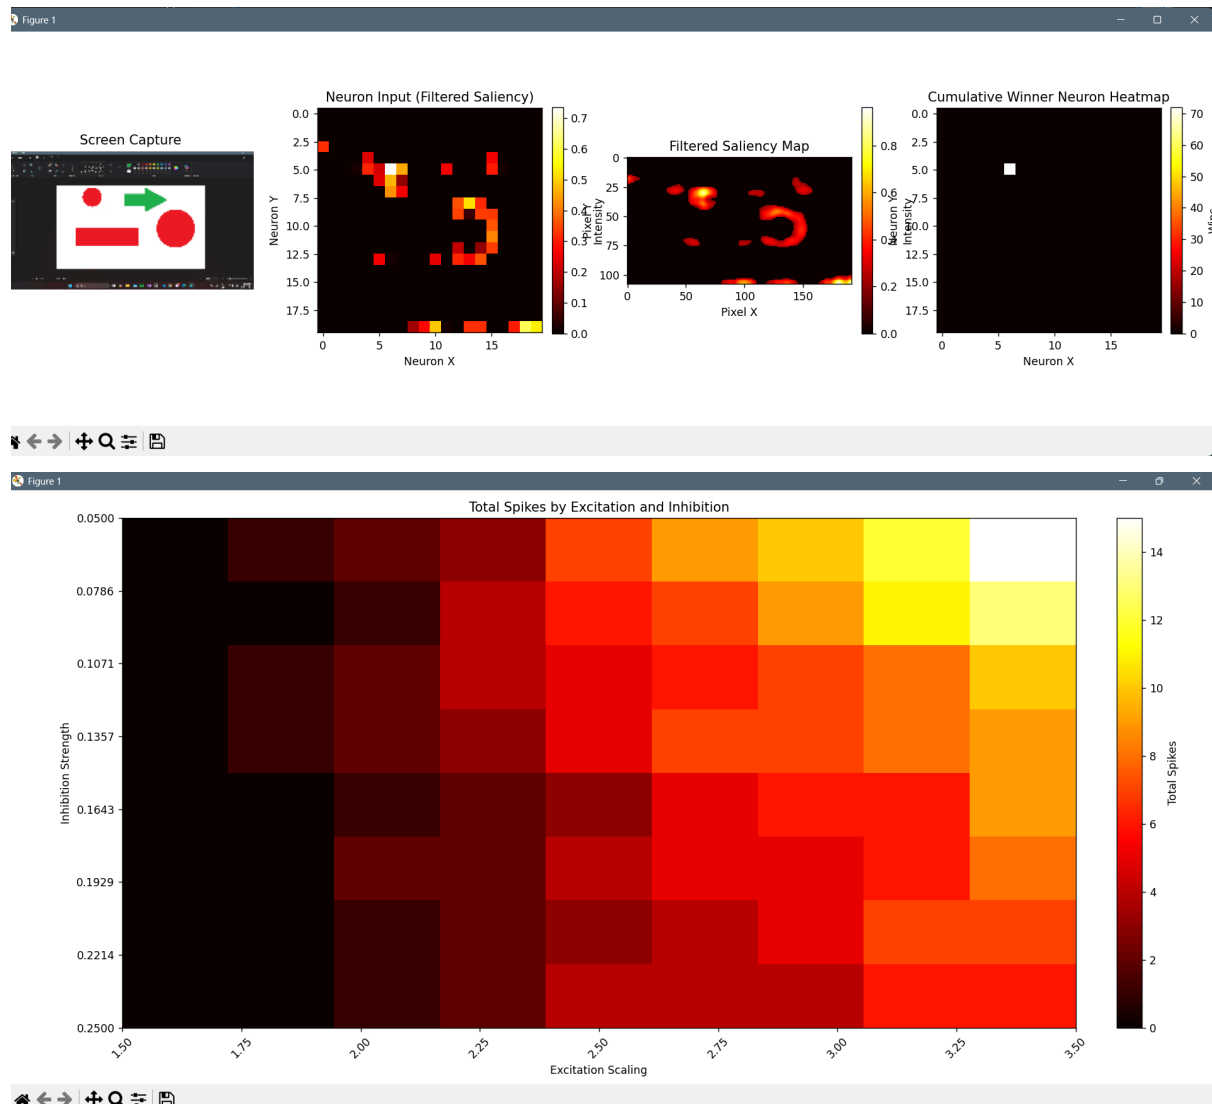 Figure 1
Screen Capture
Neuron Input (Filtered Saliency)
0.0
2.5
5.0
7.5
10.0
12.5
15.0
17.5
Neuron Y
0 5 10 15
Neuron X
0.7
0.6
0.5
0.4
0.3
0.2
0.1
0.0
Intensity
Filtered Saliency Map
0
25
50
75
100
Pixel Y
0 50 100 150
Pixel X
0.8
0.6
0.4
0.2
0.0
Intensity
Cumulative Winner Neuron Heatmap
0.0
2.5
5.0
7.5
10.0
12.5
15.0
17.5
Neuron Y
0 5 10 15
Neuron X
70
60
50
40
30
20
10
0
Wins
Figure 1
Total Spikes by Excitation and Inhibition
0.0500
0.0786
0.1071
0.1357
0.1643
0.1929
0.2214
0.2500
Inhibition Strength
1.50 1.75 2.00 2.25 2.50 2.75 3.00 3.25 3.50
Excitation Scaling
14
12
10
8
6
4
2
0
Total Spikes